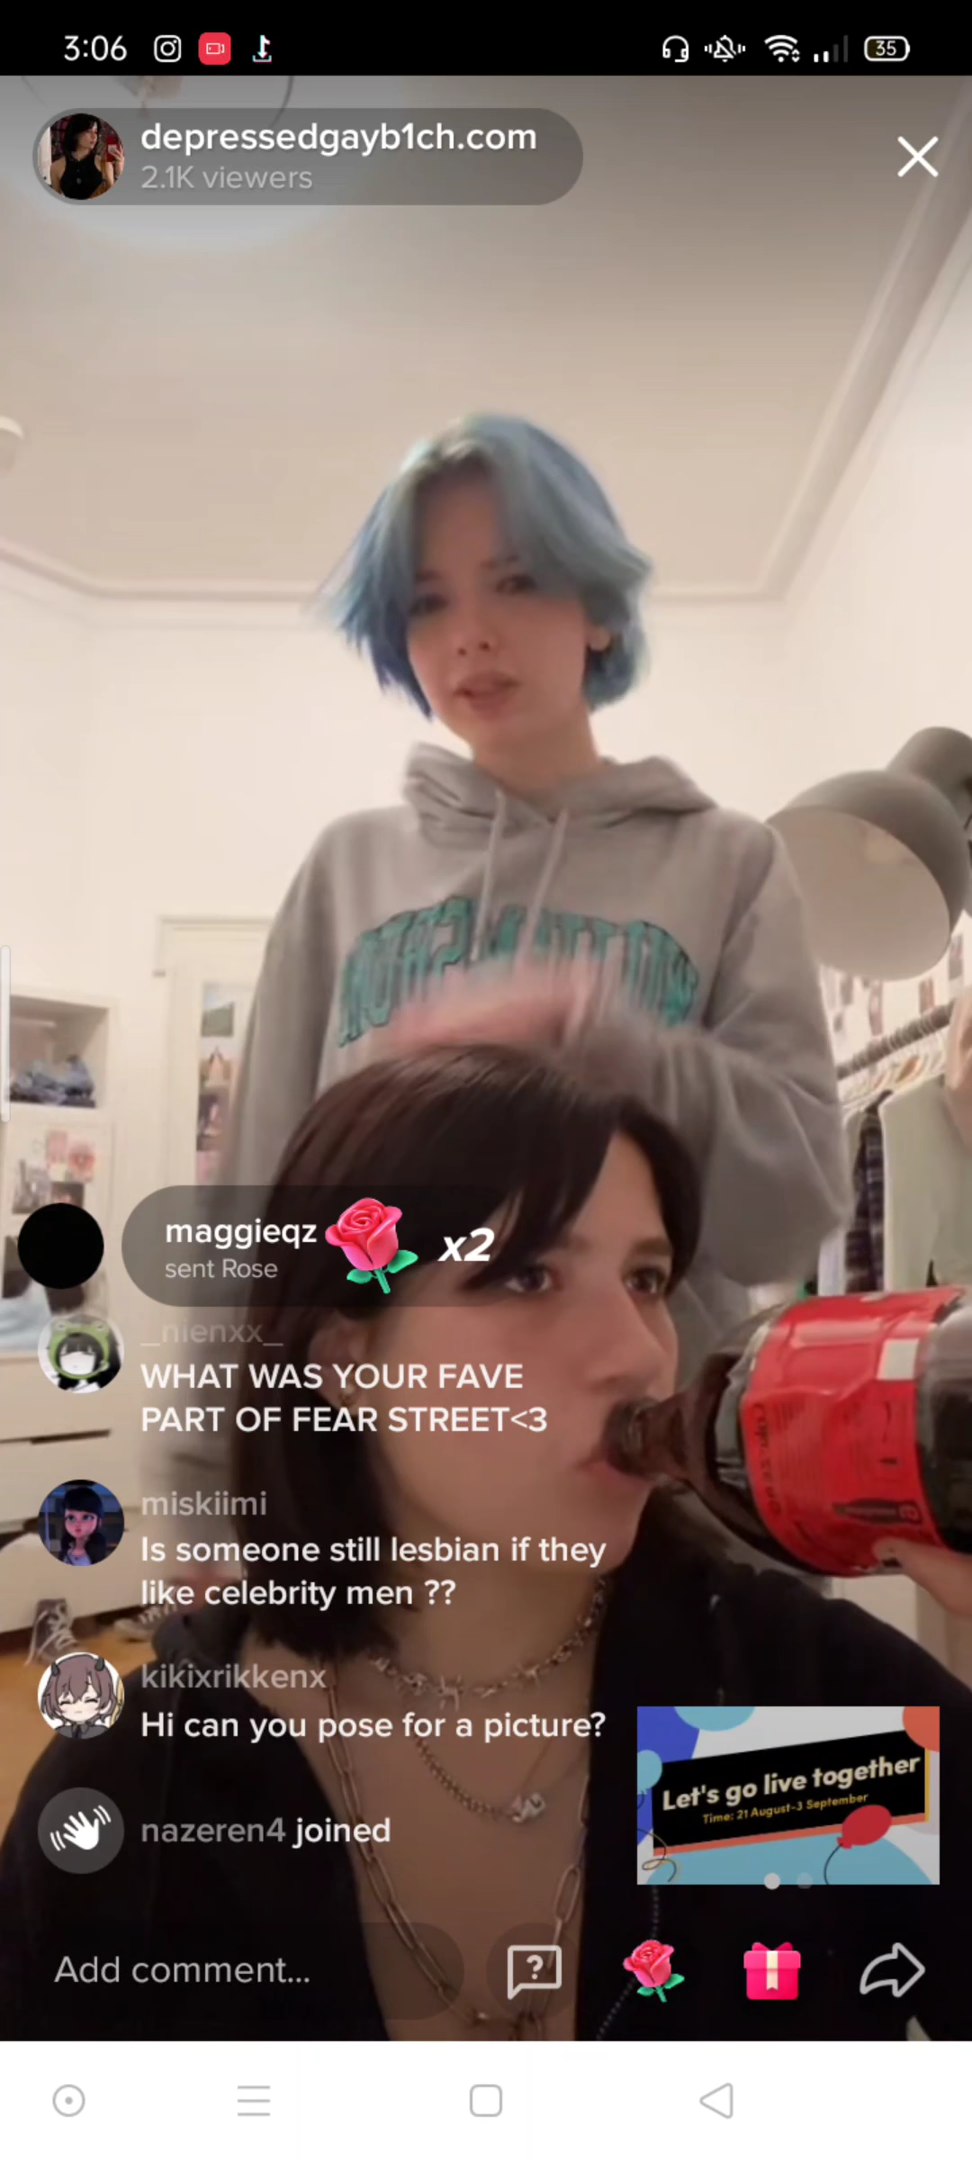 3:06
35
depressedgayb1ch.com
2.1K viewers
maggieqz
x2
sent Rose
_nienxx_
WHAT WAS YOUR FAVE
PART OF FEAR STREET<3
miskiimi
Is someone still lesbian if they
like celebrity men ??
kikixrikkenx
Hi can you pose for a picture?
nazeren4 joined
Let's go live together
Time: 21 August-3 September
Add comment...